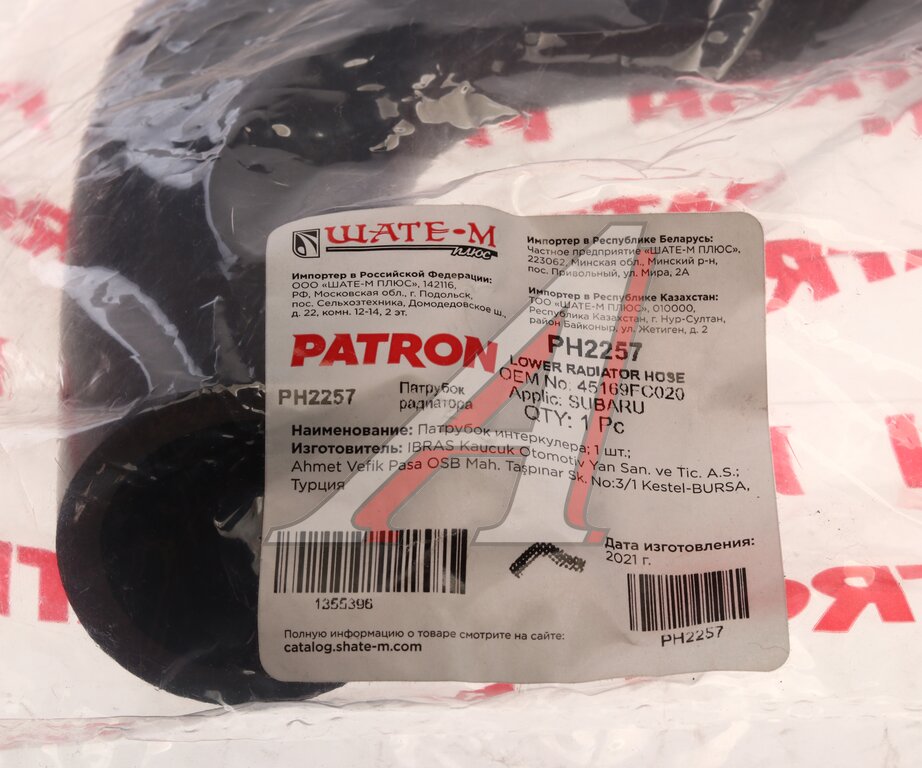 ШАТЕ-М
ПЛЮС
Импортер в Российской Федерации:
ООО «ШАТЕ-М ПЛЮС», 142116,
РФ, Московская обл., г. Подольск,
пос. Сельхозтехника, Домодедовское ш.,
д. 22, комн. 12-14, 2 эт.
Импортер в Республике Беларусь:
Частное предприятие «ШАТЕ-М ПЛЮС»,
223062, Минская обл., Минский р-н,
пос. Привольный, ул. Мира, 2А
Импортер в Республике Казахстан:
ТОО «ШАТЕ-М ПЛЮС», 010000,
Республика Казахстан, г. Нур-Султан,
район Байконыр, ул. Жетиген, д. 2
PATRON
PH2257
Патрубок
радиатора
PH2257
LOWER RADIATOR HOSE
OEM No: 45169FC020
Applic: SUBARU
QTY: 1 Pc
Наименование: Патрубок интеркулера; 1 шт.;
Изготовитель: IBRAS Kaucuk Otomotiv Yan San. ve Tic. A.S.;
Ahmet Vefik Pasa OSB Mah. Taşpınar Sk. No:3/1 Kestel-BURSA,
Турция
Дата изготовления:
2021 г.
1355396
PH2257
Полную информацию о товаре смотрите на сайте:
catalog.shate-m.com